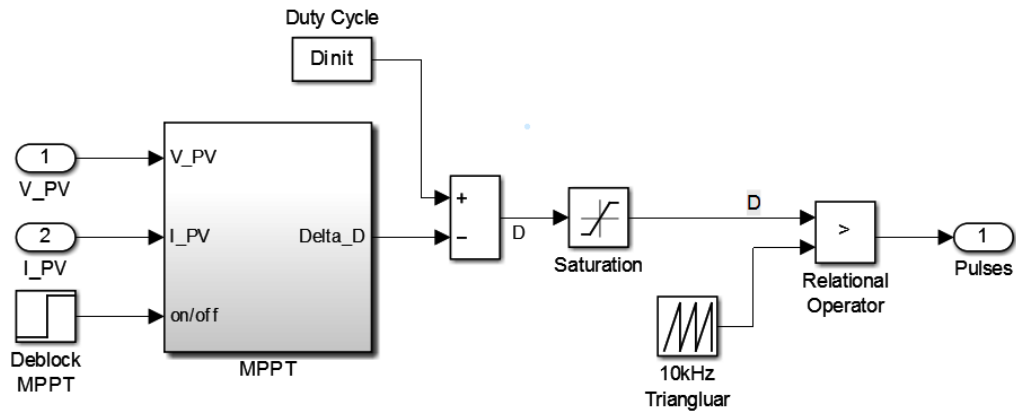 Duty Cycle
Dinit
1
V_PV
V_PV
2
I_PV
I_PV
Delta_D
+
−
D
Saturation
D
>
Relational
Operator
1
Pulses
on/off
Deblock
MPPT
MPPT
10kHz
Triangluar